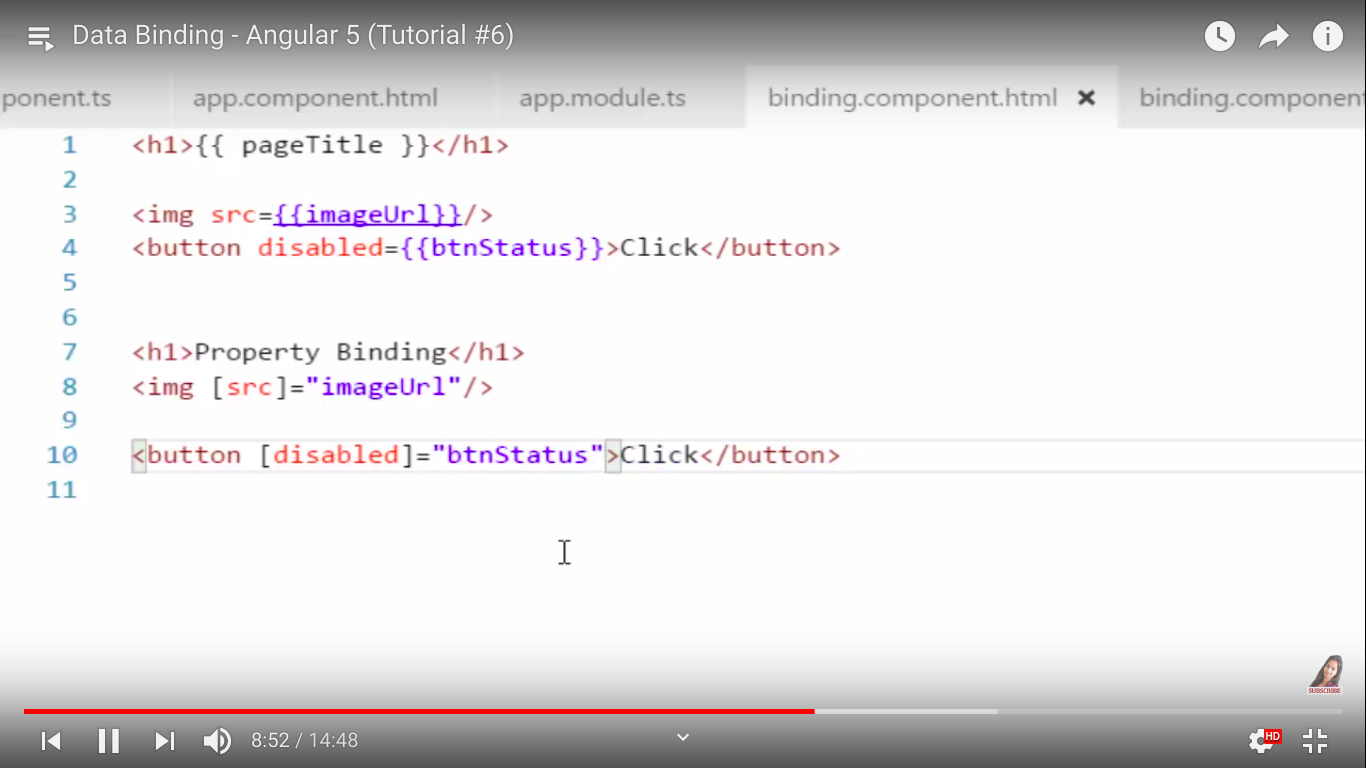 Data Binding - Angular 5 (Tutorial #6)
ponent.ts app.component.html app.module.ts binding.component.html × binding.component
1 <h1>{{ pageTitle }}</h1>
2
3 <img src={{imageUrl}}/>
4 <button disabled={{btnStatus}}>Click</button>
5
6
7 <h1>Property Binding</h1>
8 <img [src]="imageUrl"/>
9
10 <button [disabled]="btnStatus">Click</button>
11
SUBSCRIBE
8:52 / 14:48
HD